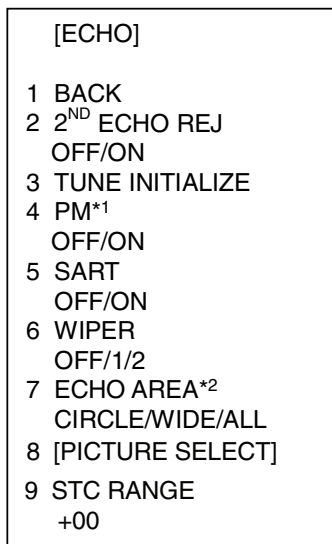 [ECHO]
1 BACK
2 2ND ECHO REJ
OFF/ON
3 TUNE INITIALIZE
4 PM*1
OFF/ON
5 SART
OFF/ON
6 WIPER
OFF/1/2
7 ECHO AREA*2
CIRCLE/WIDE/ALL
8 [PICTURE SELECT]
9 STC RANGE
+00